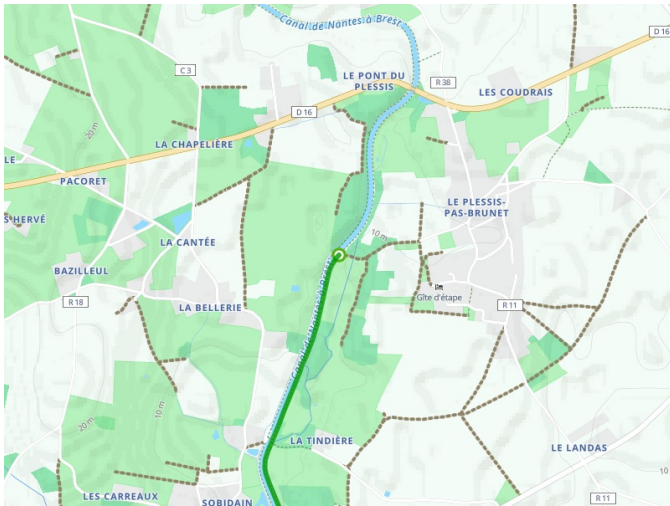 Canal de Nantes à Brest
D 16
C 3
LE PONT DU
PLESSIS
R 38
LES COUDRAIS
D 16
20 m
LA CHAPELIÈRE
LE
PACORET
LE PLESSIS-
PAS-BRUNET
S HERVÉ
LA CANTÉE
10 m
BAZILLEUL
Gîte d'étape
R 18
LA BELLERIE
R 11
Canal de Nantes à Brest
10 m
20 m
LA TINDIÈRE
LE LANDAS
10
LES CARREAUX
SOBIDAIN
R 11